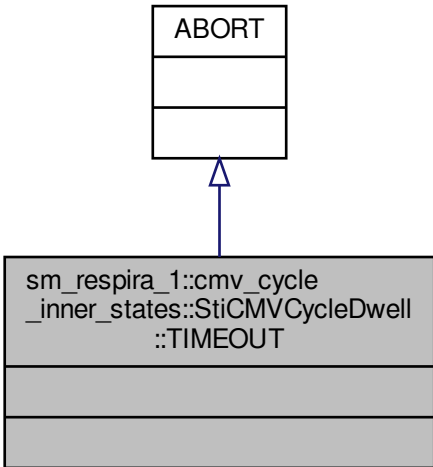 ABORT
sm_respira_1::cmv_cycle
_inner_states::StiCMVCycleDwell
::TIMEOUT